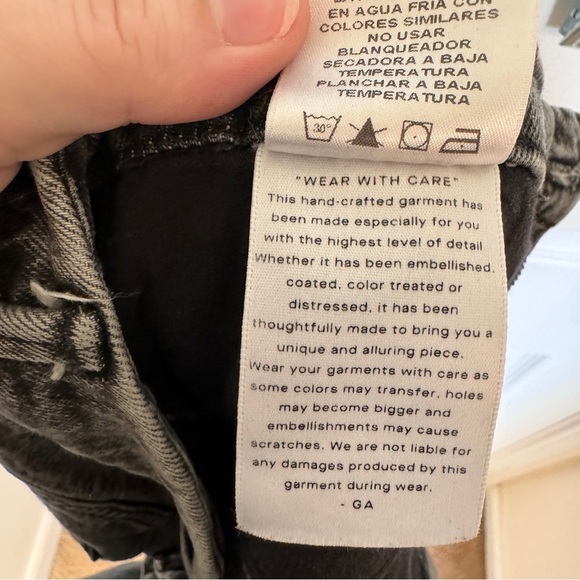 EN AGUA FRIA CON
COLORES SIMILARES
NO USAR
BLANQUEADOR
SECADORA A BAJA
TEMPERATURA
PLANCHAR A BAJA
TEMPERATURA
30°
"WEAR WITH CARE"
This hand-crafted garment has
been made especially for you
with the highest level of detail.
Whether it has been embellished,
coated, color treated or
distressed, it has been
thoughtfully made to bring you a
unique and alluring piece.
Wear your garments with care as
some colors may transfer, holes
may become bigger and
embellishments may cause
scratches. We are not liable for
any damages produced by this
garment during wear.
- GA